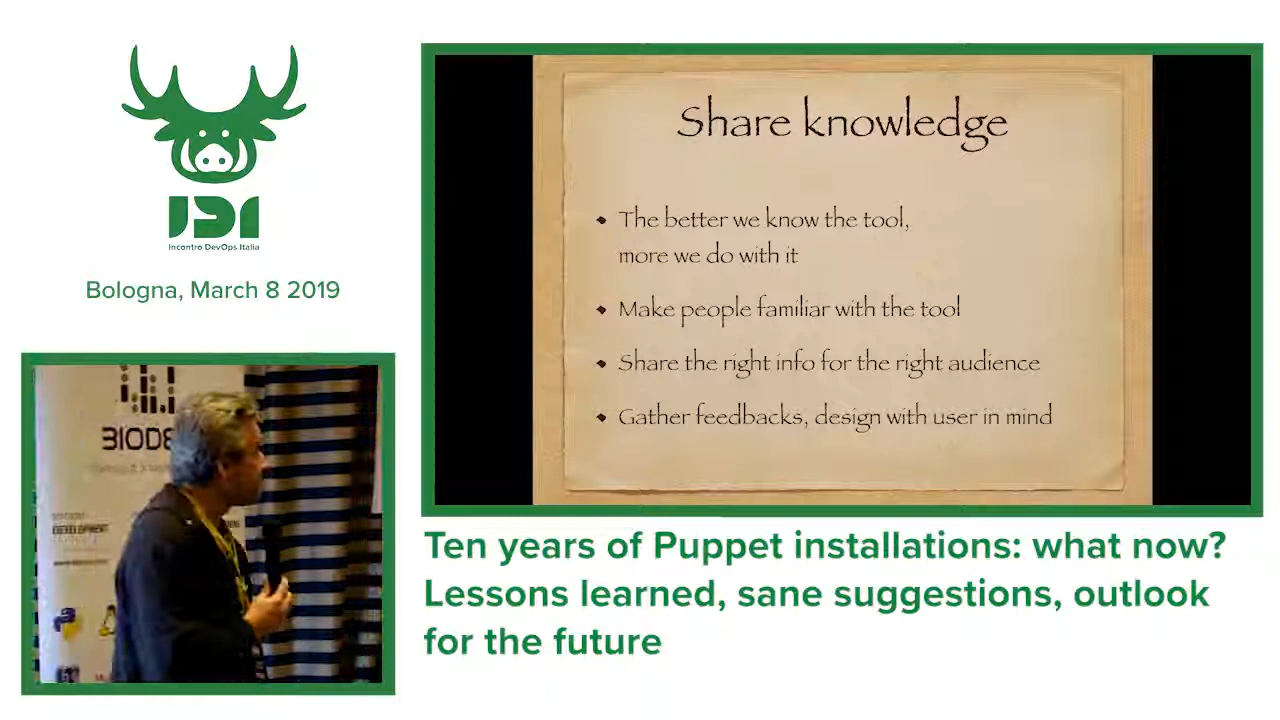 IDI
Incontro DevOps Italia
Bologna, March 8 2019
Share knowledge
• The better we know the tool,
more we do with it
• Make people familiar with the tool
• Share the right info for the right audience
• Gather feedbacks, design with user in mind
Ten years of Puppet installations: what now?
Lessons learned, sane suggestions, outlook
for the future